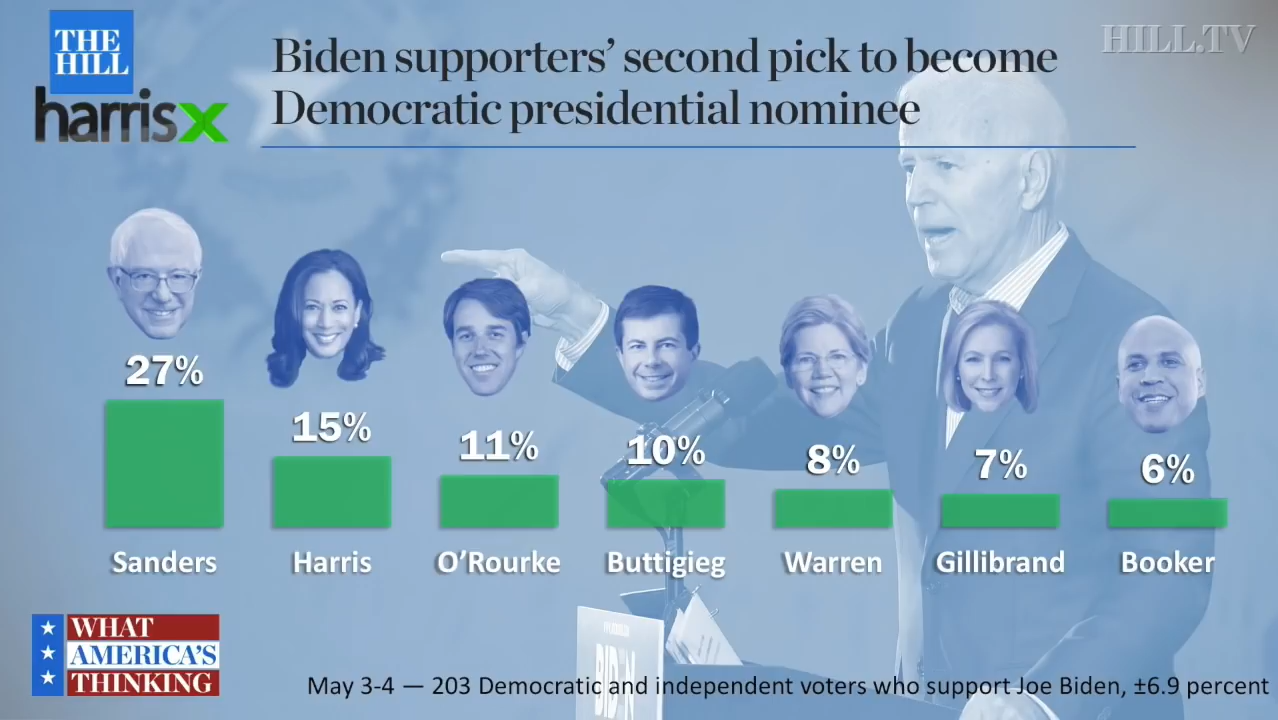 THE
HILL
harrisx
Biden supporters' second pick to become
Democratic presidential nominee
HILL.TV
27%
15%
11%
10%
8%
7%
6%
Sanders
Harris
O'Rourke
Buttigieg
Warren
Gillibrand
Booker
WHAT
AMERICA'S
THINKING
May 3-4 — 203 Democratic and independent voters who support Joe Biden, ±6.9 percent